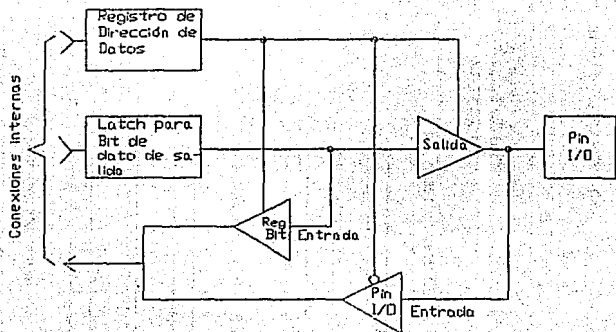 Registro de
Dirección de
Datos
Conexiones Internas
Latch para
Bit de
dato de sa-
lida
Salida
Pin
I/O
Reg
Bit
Entrada
Pin
I/O
Entrada